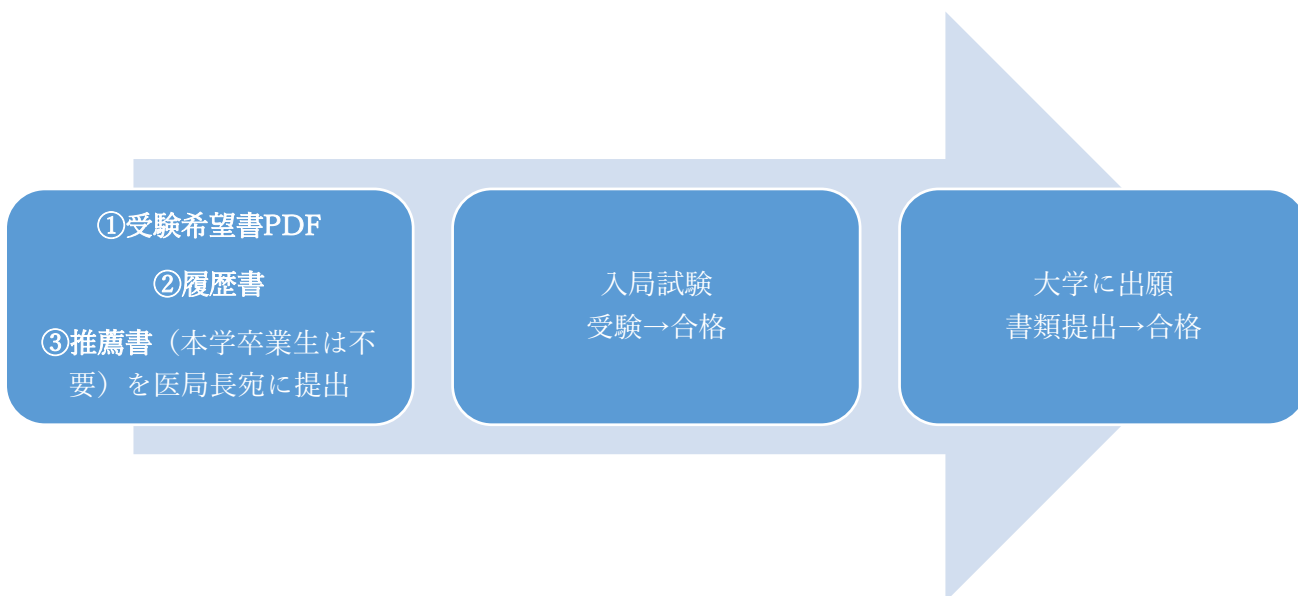 ①受験希望書PDF
②履歴書
③推薦書（本学卒業生は不
要）を医局長宛に提出
入局試験
受験→合格
大学に出願
書類提出→合格